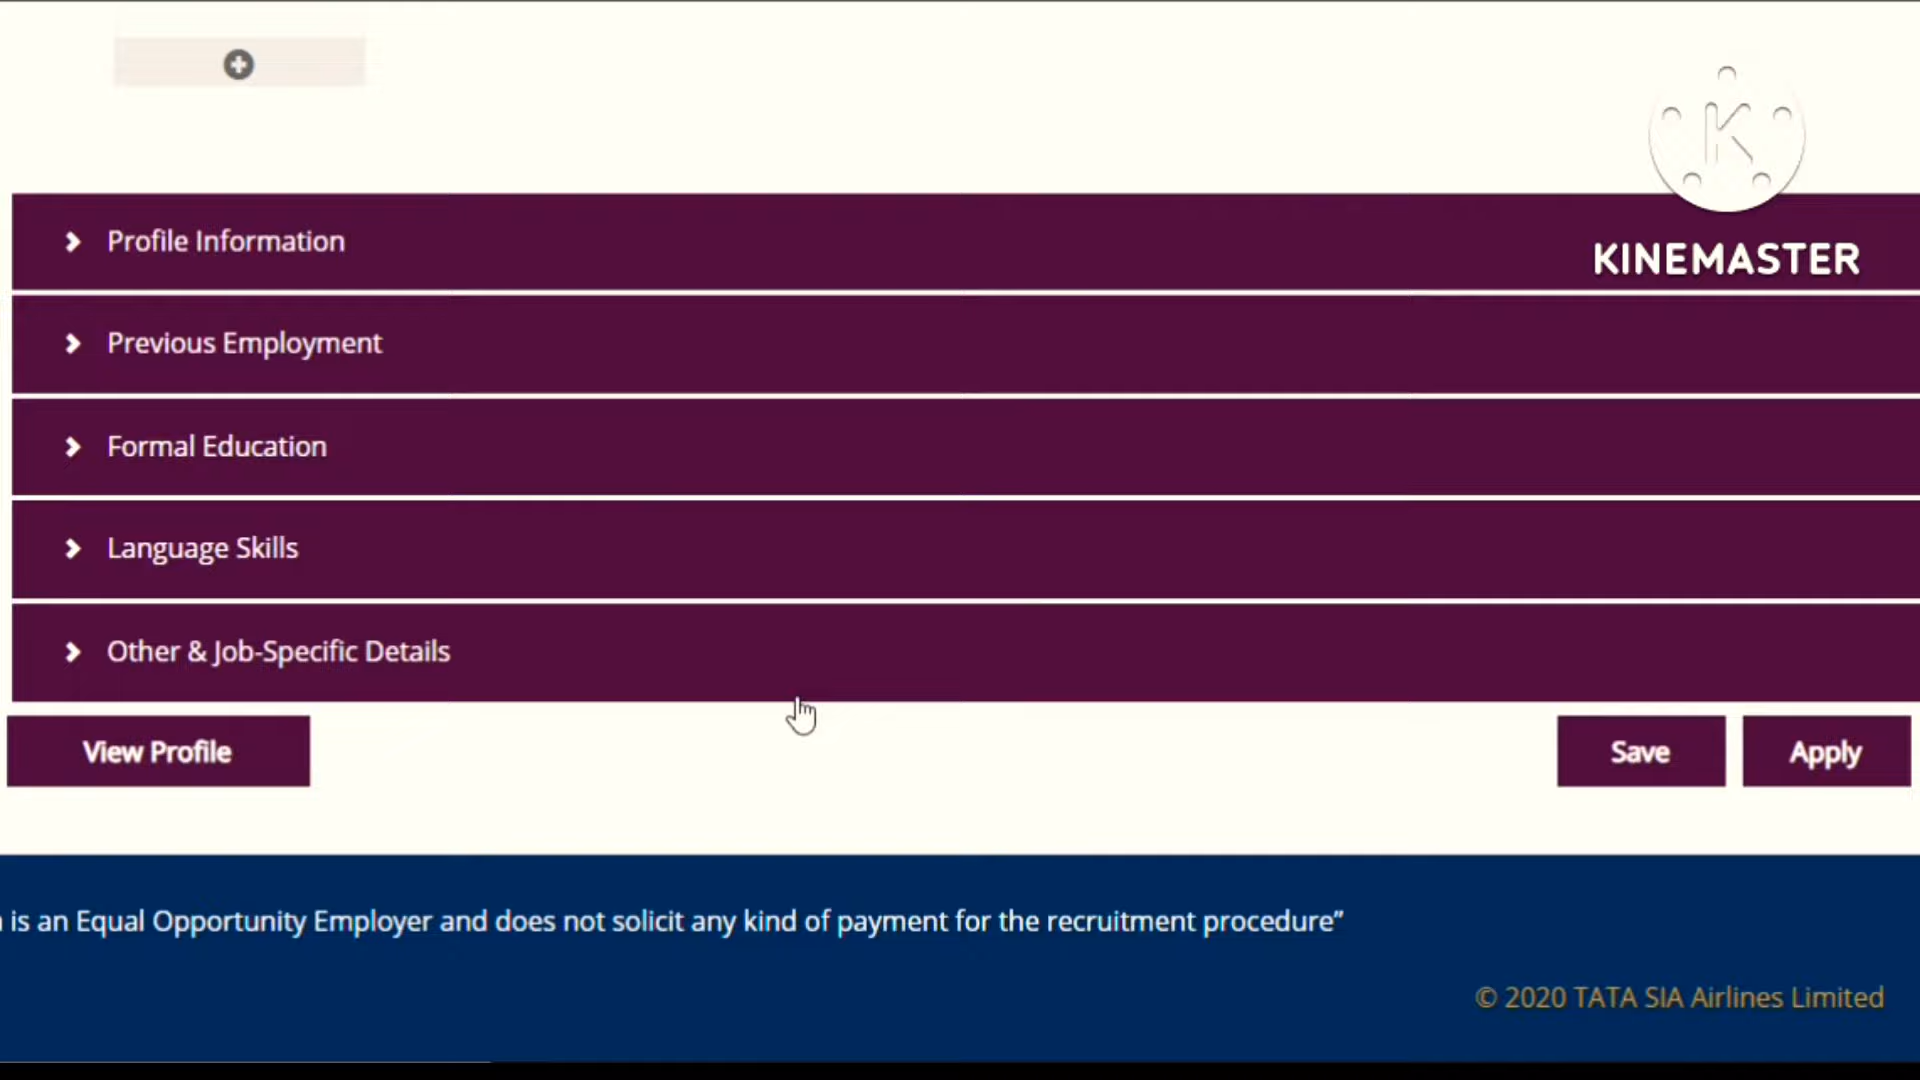 Profile Information
KINEMASTER
Previous Employment
Formal Education
Language Skills
Other & Job-Specific Details
View Profile
Save
Apply
is an Equal Opportunity Employer and does not solicit any kind of payment for the recruitment procedure”
© 2020 TATA SIA Airlines Limited